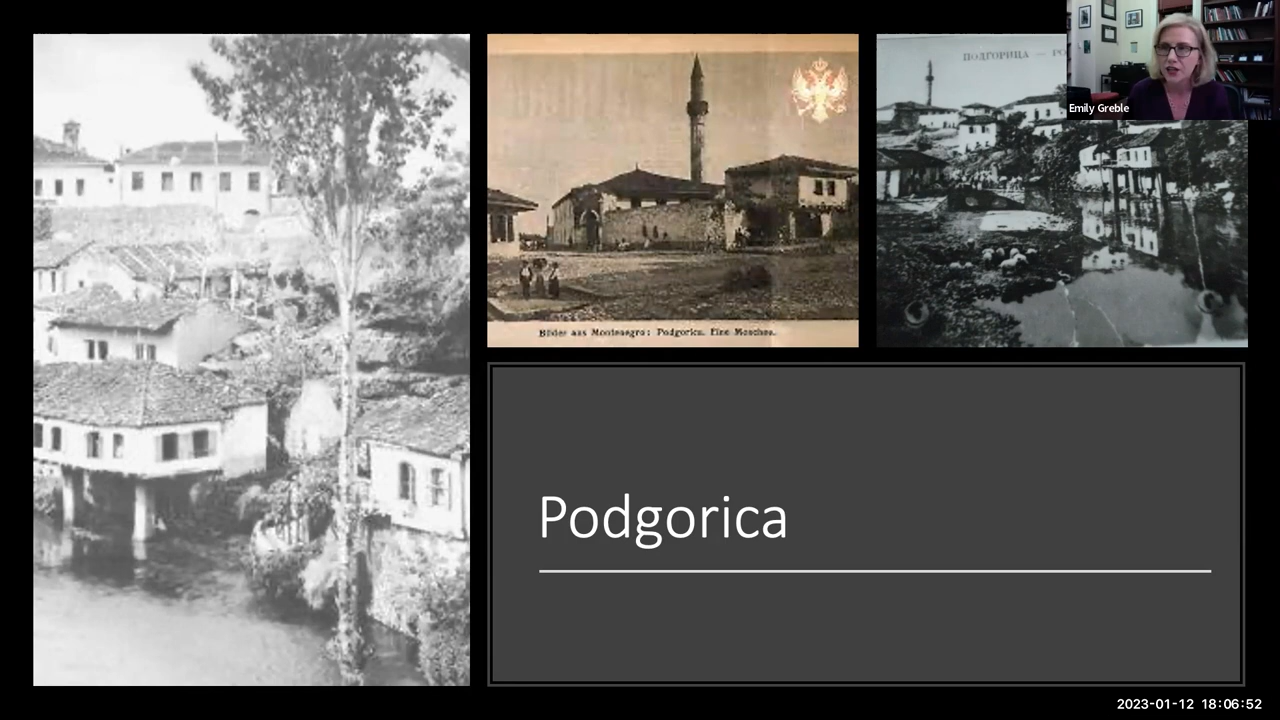 ПОДГОРИЦА —
Emily Greble
Bilder aus Montenegro: Podgorica. Eine Moschee.
Podgorica
2023-01-12 18:06:52